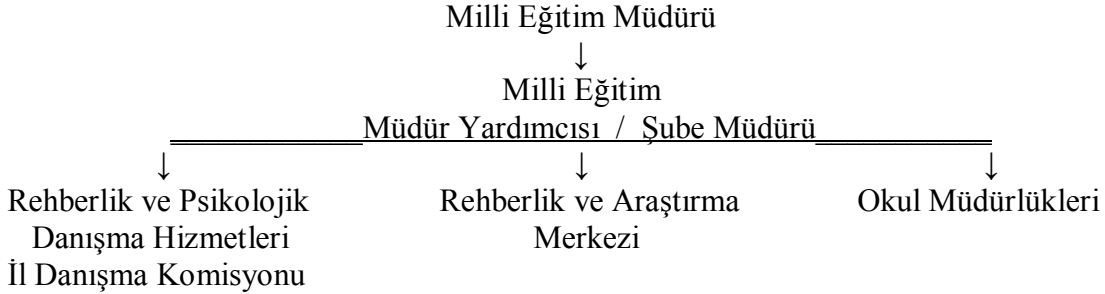 Milli Eğitim Müdürü
↓
Milli Eğitim
Müdür Yardımcısı / Şube Müdürü
↓ ↓ ↓
Rehberlik ve Psikolojik Rehberlik ve Araştırma Okul Müdürlükleri
Danışma Hizmetleri Merkezi
İl Danışma Komisyonu